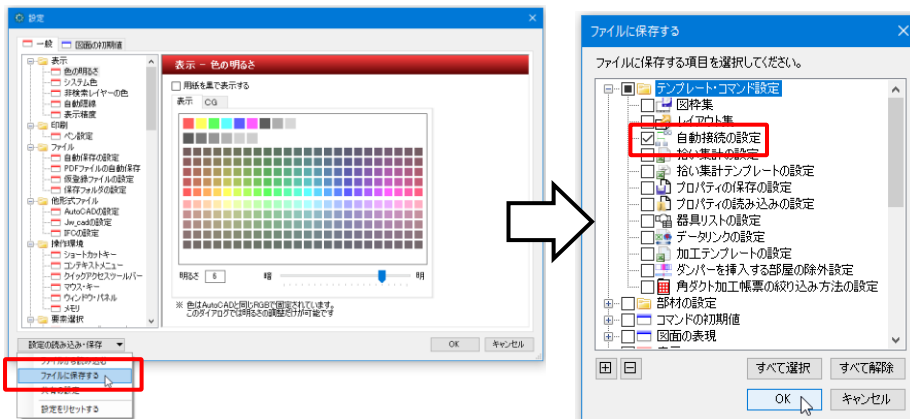 設定
一般
図面の初期値
表示
色の明るさ
システム色
非検索レイヤーの色
自動隠線
表示精度
印刷
ペン設定
ファイル
自動保存の設定
PDFファイルの自動保存
仮登録ファイルの設定
保存フォルダの設定
他形式ファイル
AutoCADの設定
Jw_cadの設定
IFCの設定
操作環境
ショートカットキー
コンテキストメニュー
クイックアクセスツールバー
マウス・キー
ウィンドウ・パネル
メモリ
要素選択
表示 - 色の明るさ
用紙を黒で表示する
表示
CG
明るさ 6 暗 明
※ 色はAutoCADと同じRGBで固定されています。
このダイアログでは明るさの調整だけが可能です
設定の読み込み・保存
OK
キャンセル
ファイルから読み込む
ファイルに保存する
共有の設定
設定をリセットする
ファイルに保存する
ファイルに保存する項目を選択してください。
テンプレート・コマンド設定
図枠集
レイアウト集
自動接続の設定
拾い集計の設定
拾い集計テンプレートの設定
プロパティの保存の設定
プロパティの読み込みの設定
器具リストの設定
データリンクの設定
加工テンプレートの設定
ダンパーを挿入する部屋の除外設定
角ダクト加工帳票の絞り込み方法の設定
部材の設定
コマンドの初期値
図面の表現
すべて選択
すべて解除
OK
キャンセル